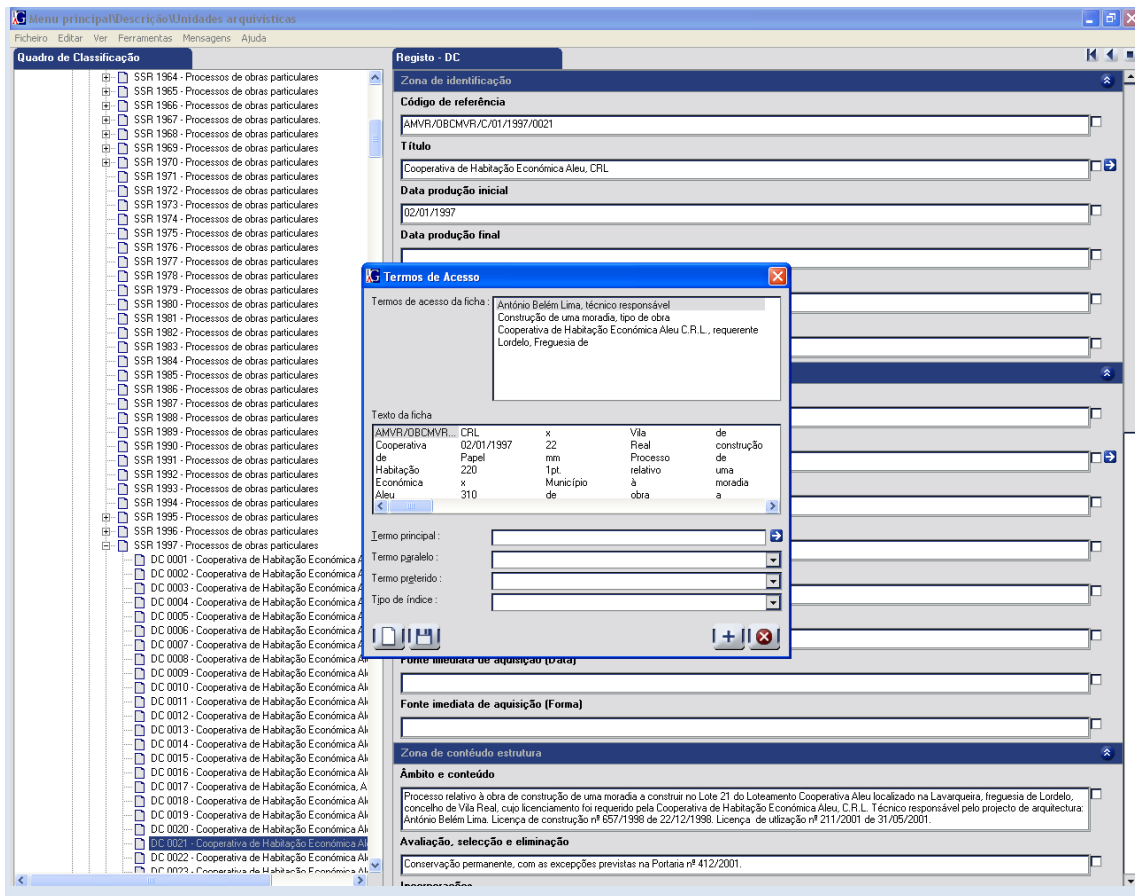 Menu principal\Descrição\Unidades arquivísticas
Ficheiro Editar Ver Ferramentas Mensagens Ajuda
Quadro de Classificação
SSR 1964 - Processos de obras particulares
SSR 1965 - Processos de obras particulares
SSR 1966 - Processos de obras particulares
SSR 1967 - Processos de obras particulares.
SSR 1968 - Processos de obras particulares
SSR 1969 - Processos de obras particulares
SSR 1970 - Processos de obras particulares
SSR 1971 - Processos de obras particulares
SSR 1972 - Processos de obras particulares
SSR 1973 - Processos de obras particulares
SSR 1974 - Processos de obras particulares
SSR 1975 - Processos de obras particulares
SSR 1976 - Processos de obras particulares
SSR 1977 - Processos de obras particulares
SSR 1978 - Processos de obras particulares
SSR 1979 - Processos de obras particulares
SSR 1980 - Processos de obras particulares
SSR 1981 - Processos de obras particulares
SSR 1982 - Processos de obras particulares
SSR 1983 - Processos de obras particulares
SSR 1984 - Processos de obras particulares
SSR 1985 - Processos de obras particulares
SSR 1986 - Processos de obras particulares
SSR 1987 - Processos de obras particulares
SSR 1988 - Processos de obras particulares
SSR 1989 - Processos de obras particulares
SSR 1990 - Processos de obras particulares
SSR 1991 - Processos de obras particulares
SSR 1992 - Processos de obras particulares
SSR 1993 - Processos de obras particulares
SSR 1994 - Processos de obras particulares
SSR 1995 - Processos de obras particulares
SSR 1996 - Processos de obras particulares
SSR 1997 - Processos de obras particulares
DC 0001 - Cooperativa de Habitação Económica A
DC 0002 - Cooperativa de Habitação Económica A
DC 0003 - Cooperativa de Habitação Económica A
DC 0004 - Cooperativa de Habitação Económica A
DC 0005 - Cooperativa de Habitação Económica A
DC 0006 - Cooperativa de Habitação Económica A
DC 0007 - Cooperativa de Habitação Económica A
DC 0008 - Cooperativa de Habitação Económica Al
DC 0009 - Cooperativa de Habitação Económica Al
DC 0010 - Cooperativa de Habitação Económica Al
DC 0011 - Cooperativa de Habitação Económica Al
DC 0012 - Cooperativa de Habitação Económica Al
DC 0013 - Cooperativa de Habitação Económica Al
DC 0014 - Cooperativa de Habitação Económica Al
DC 0015 - Cooperativa de Habitação Económica Al
DC 0016 - Cooperativa de Habitação Económica Al
DC 0017 - Cooperativa de Habitação Económica, A
DC 0018 - Cooperativa de Habitação Económica Al
DC 0019 - Cooperativa de Habitação Económica Al
DC 0020 - Cooperativa de Habitação Económica Al
DC 0021 - Cooperativa de Habitação Económica Al
DC 0022 - Cooperativa de Habitação Económica Al
DC 0023 - Cooperativa de Habitação Económica Al
Registo - DC
Zona de identificação
Código de referência
AMVR/OBCMVR/C/01/1997/0021
Título
Cooperativa de Habitação Económica Aleu, CRL
Data produção inicial
02/01/1997
Data produção final
Termos de Acesso
Termos de acesso da ficha :
António Belém Lima, técnico responsável
Construção de uma moradia, tipo de obra
Cooperativa de Habitação Económica Aleu C.R.L., requerente
Lordelo, Freguesia de
Texto da ficha
AMVR/OBCMVR... CRL x Vila de
Cooperativa 02/01/1997 22 Real construção
de Papel mm Processo de
Habitação 220 1pt. relativo uma
Económica x Município à moradia
Aleu 310 de obra a
Termo principal :
Termo paralelo :
Termo preterido :
Tipo de índice :
Fonte imediata de aquisição (Data)
Fonte imediata de aquisição (Forma)
Zona de contéudo estrutura
Âmbito e conteúdo
Processo relativo à obra de construção de uma moradia a construir no Lote 21 do Loteamento Cooperativa Aleu localizado na Lavarqueira, freguesia de Lordelo,
concelho de Vila Real, cujo licenciamento foi requerido pela Cooperativa de Habitação Económica Aleu, C.R.L. Técnico responsável pelo projecto de arquitectura:
António Belém Lima. Licença de construção nº 657/1998 de 22/12/1998. Licença de utlização nº 211/2001 de 31/05/2001.
Avaliação, selecção e eliminação
Conservação permanente, com as excepções previstas na Portaria nº 412/2001.
Incorporações